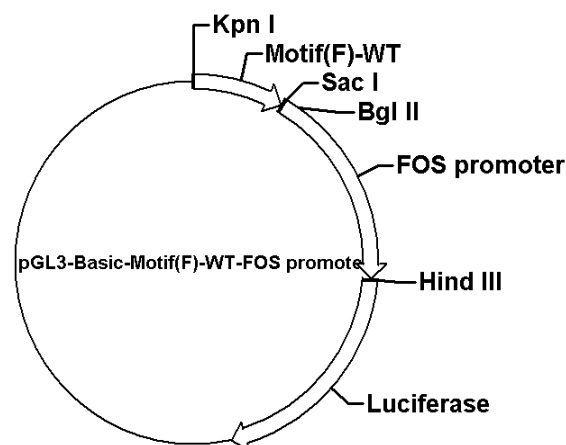 Kpn I
Motif(F)-WT
Sac I
Bgl II
FOS promoter
pGL3-Basic-Motif(F)-WT-FOS promote
Hind III
Luciferase